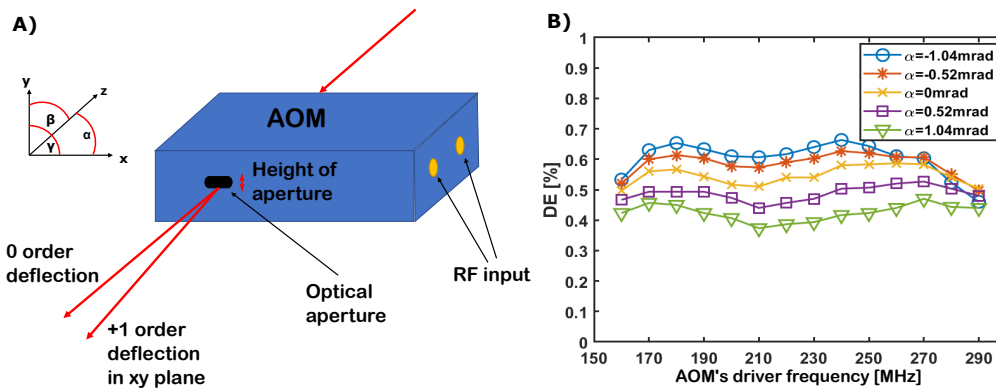 A)
y
z
β
α
γ
x
AOM
Height of
aperture
0 order
deflection
+1 order
deflection
in xy plane
Optical
aperture
RF input
B)
DE [%]
1
0.9
0.8
0.7
0.6
0.5
0.4
0.3
0.2
0.1
0
150
170
190
210
230
250
270
290
AOM's driver frequency [MHz]
α=-1.04mrad
α=-0.52mrad
α=0mrad
α=0.52mrad
α=1.04mrad